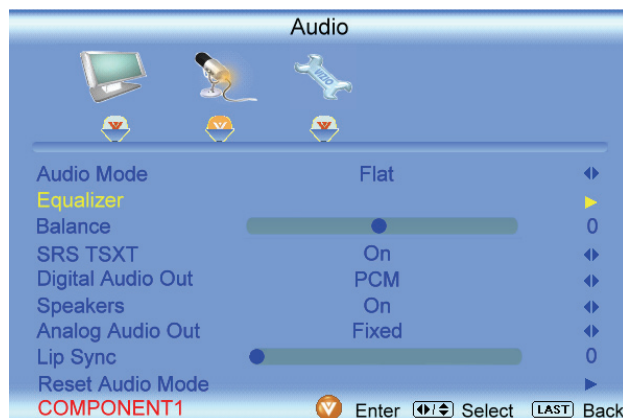 Audio
VIZIO
Audio Mode Flat
Equalizer
Balance 0
SRS TSXT On
Digital Audio Out PCM
Speakers On
Analog Audio Out Fixed
Lip Sync 0
Reset Audio Mode
COMPONENT1 V Enter Select LAST Back